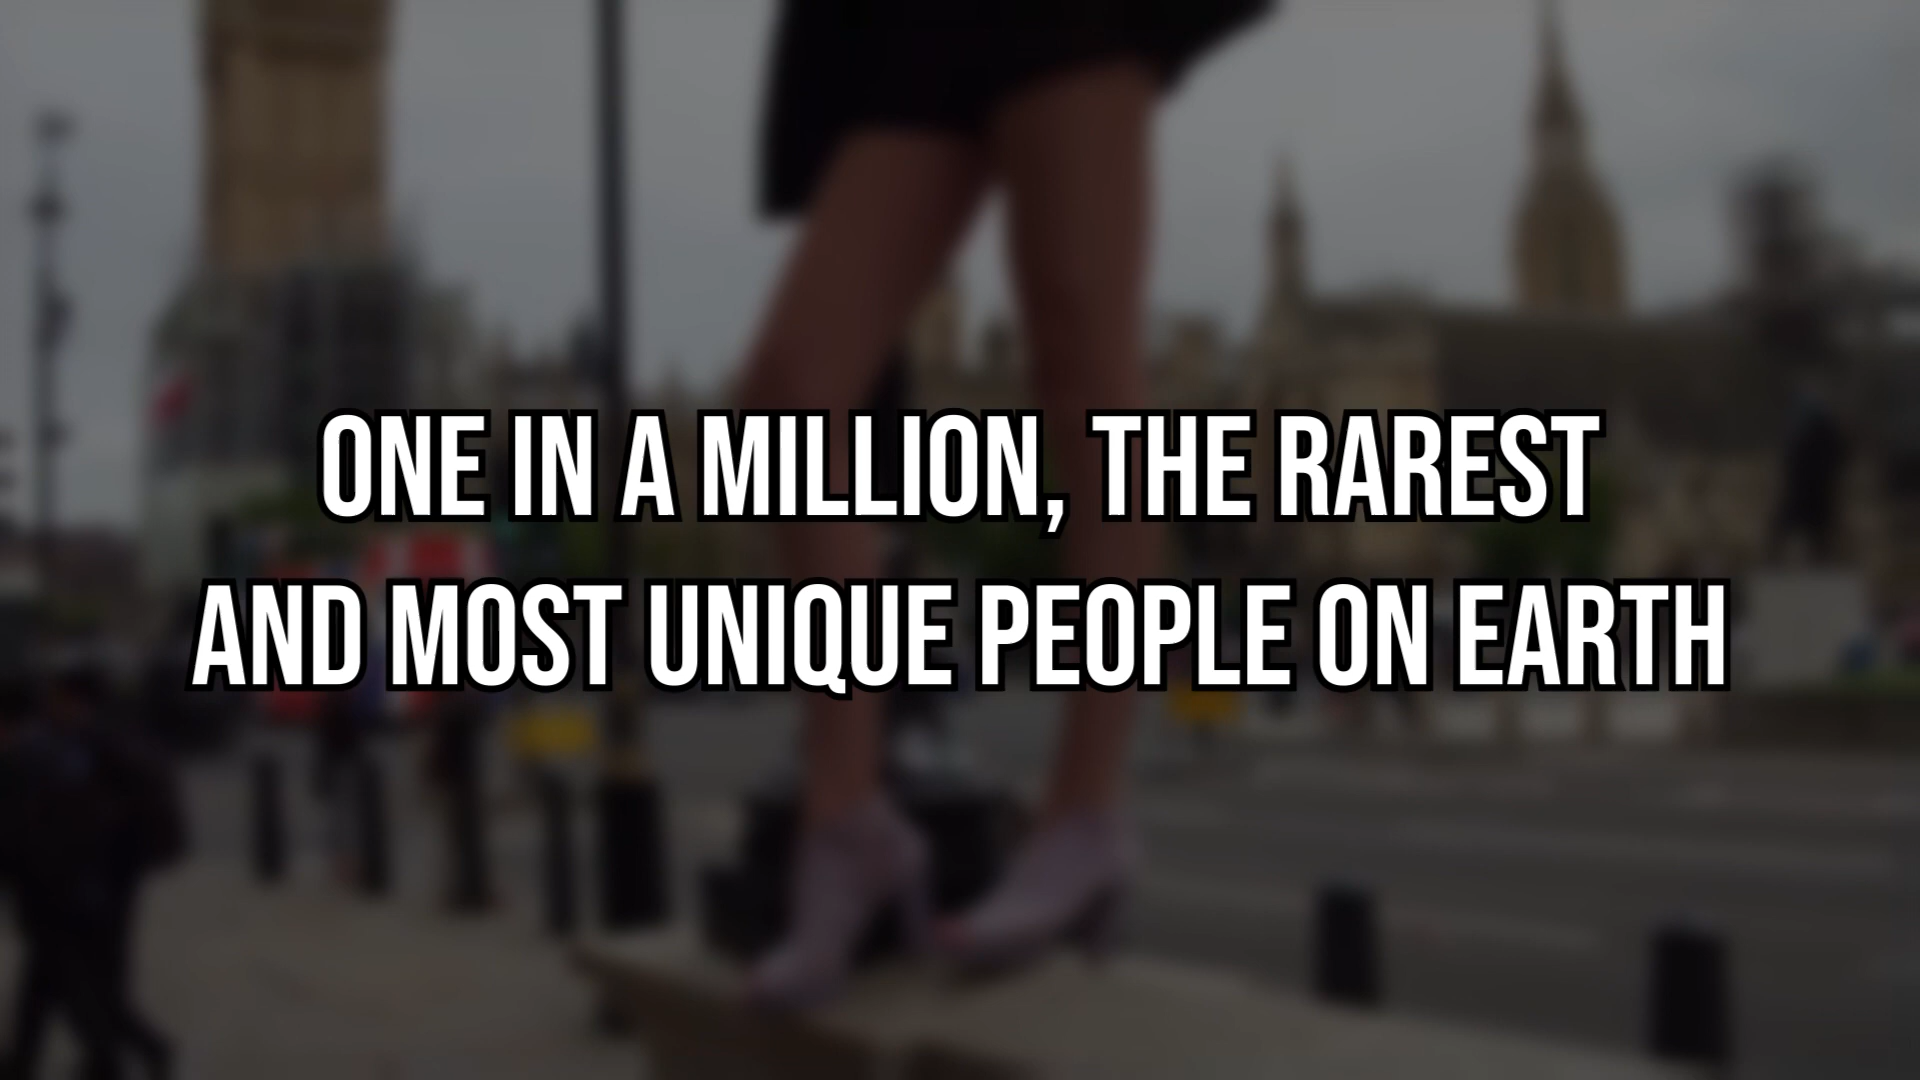 ONE IN A MILLION, THE RAREST
AND MOST UNIQUE PEOPLE ON EARTH